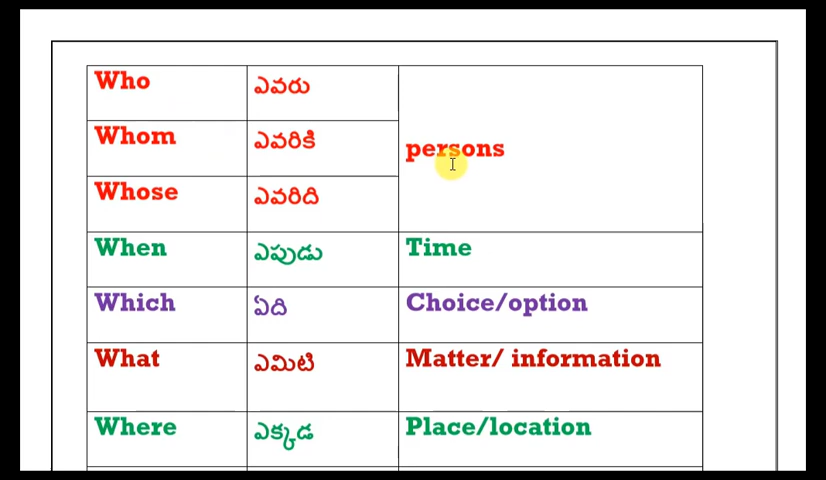 Who ఎవరు
Whom ఎవరికి persons
Whose ఎవరిది
When ఎపుడు Time
Which ఏది Choice/option
What ఎమిటి Matter/ information
Where ఎక్కడ Place/location